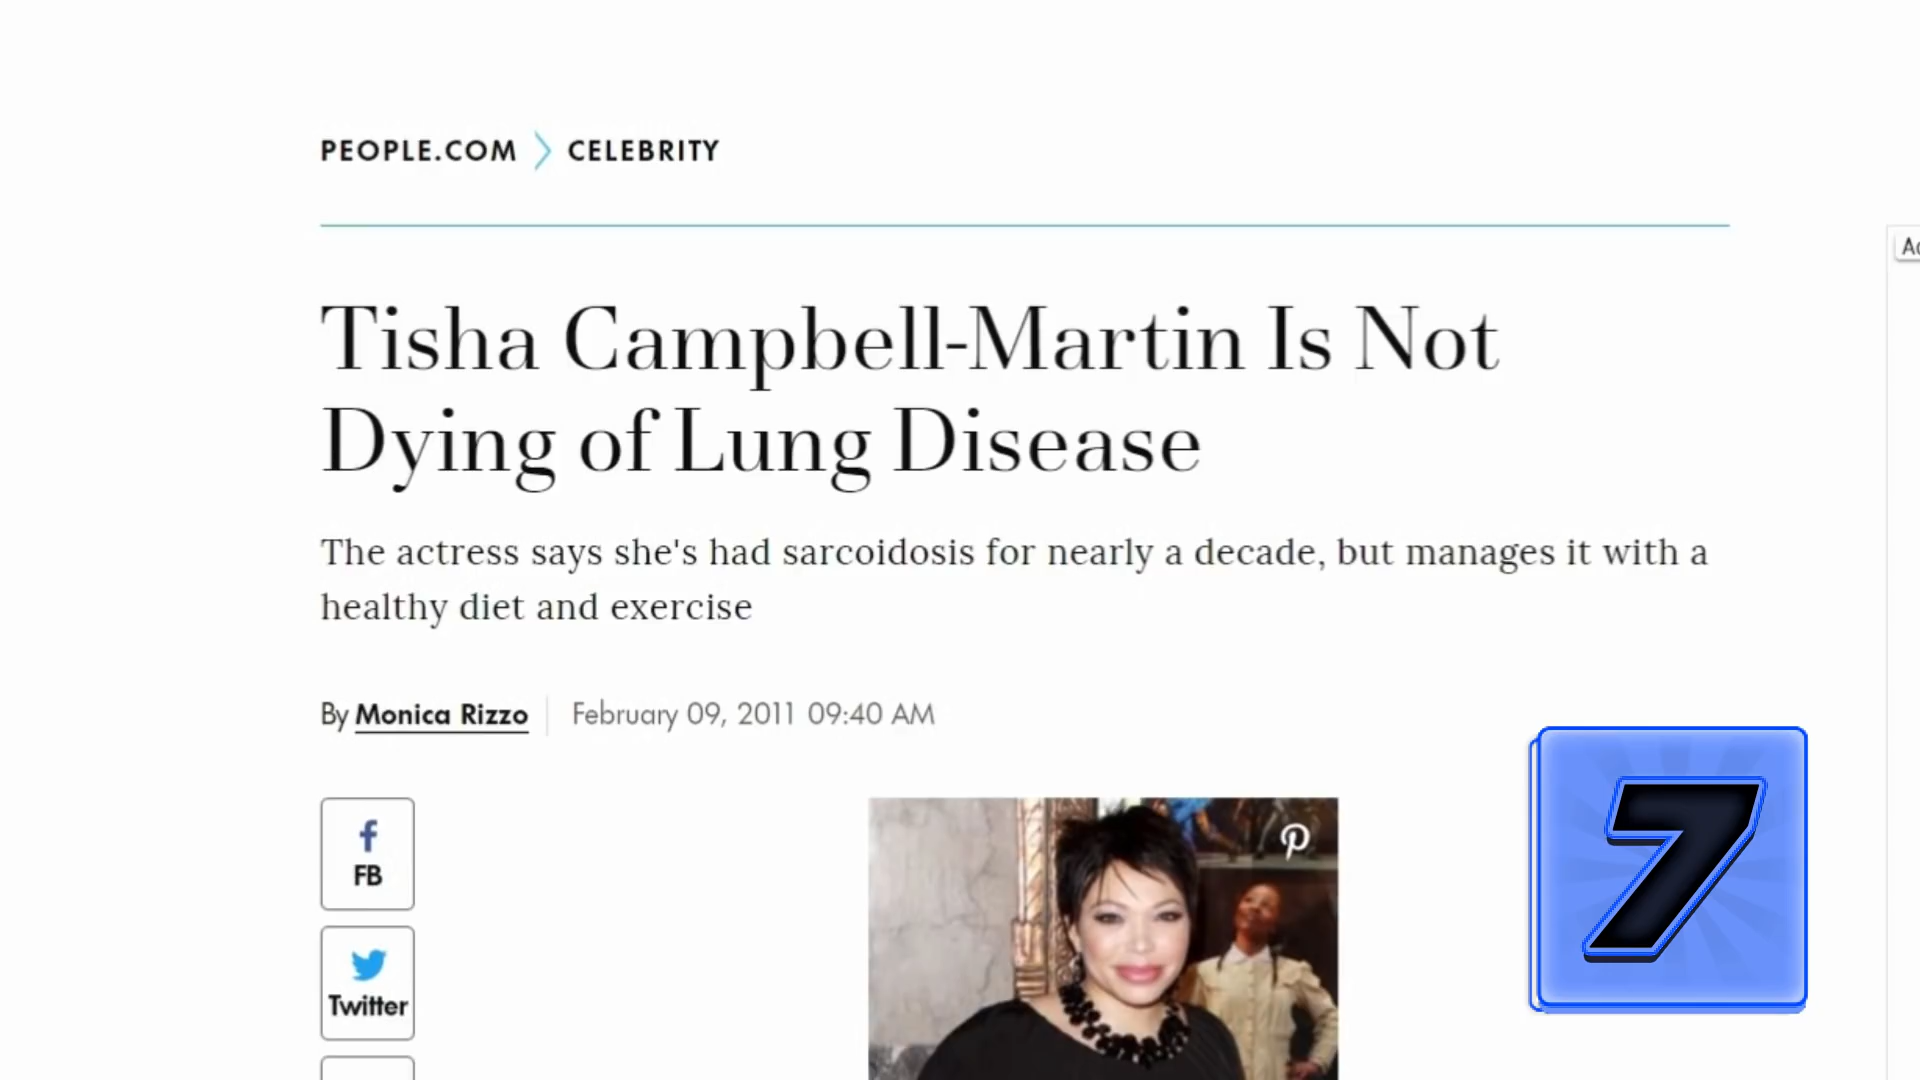 PEOPLE.COM > CELEBRITY
Tisha Campbell-Martin Is Not
Dying of Lung Disease
The actress says she's had sarcoidosis for nearly a decade, but manages it with a
healthy diet and exercise
By Monica Rizzo | February 09, 2011 09:40 AM
FB
Twitter
7